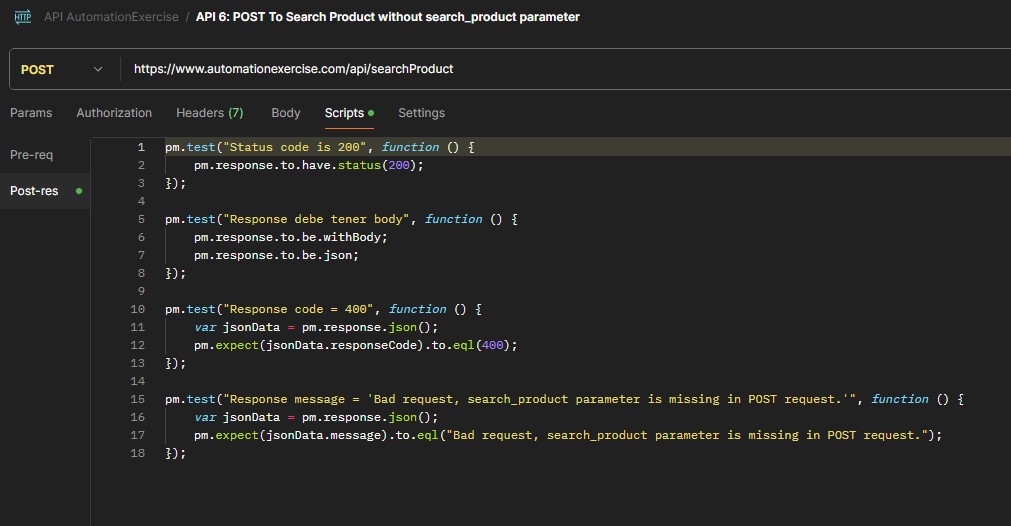 HTTP API AutomationExercise / API 6: POST To Search Product without search_product parameter
POST https://www.automationexercise.com/api/searchProduct
Params Authorization Headers (7) Body Scripts Settings
Pre-req
Post-res
1 pm.test("Status code is 200", function () {
2 pm.response.to.have.status(200);
3 });
4
5 pm.test("Response debe tener body", function () {
6 pm.response.to.be.withBody;
7 pm.response.to.be.json;
8 });
9
10 pm.test("Response code = 400", function () {
11 var jsonData = pm.response.json();
12 pm.expect(jsonData.responseCode).to.eql(400);
13 });
14
15 pm.test("Response message = 'Bad request, search_product parameter is missing in POST request.'", function () {
16 var jsonData = pm.response.json();
17 pm.expect(jsonData.message).to.eql("Bad request, search_product parameter is missing in POST request.");
18 });